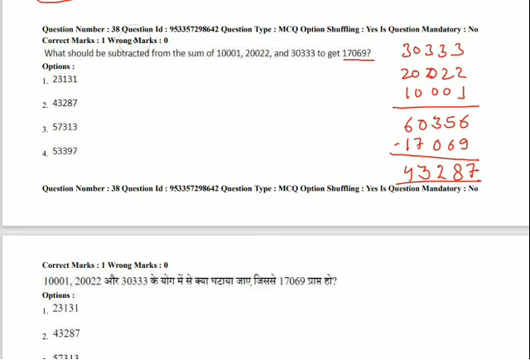 Question Number : 38 Question Id : 953357298642 Question Type : MCQ Option Shuffling : Yes Is Question Mandatory : No
Correct Marks : 1 Wrong Marks : 0
What should be subtracted from the sum of 10001, 20022, and 30333 to get 17069?
Options :
1. 23131
2. 43287
3. 57313
4. 53397
30333
20022
10001
60356
-17069
43287
Question Number : 38 Question Id : 953357298642 Question Type : MCQ Option Shuffling : Yes Is Question Mandatory : No
Correct Marks : 1 Wrong Marks : 0
10001, 20022 और 30333 के योग में से क्या घटाया जाए जिससे 17069 प्राप्त हो?
Options :
1. 23131
2. 43287
57313